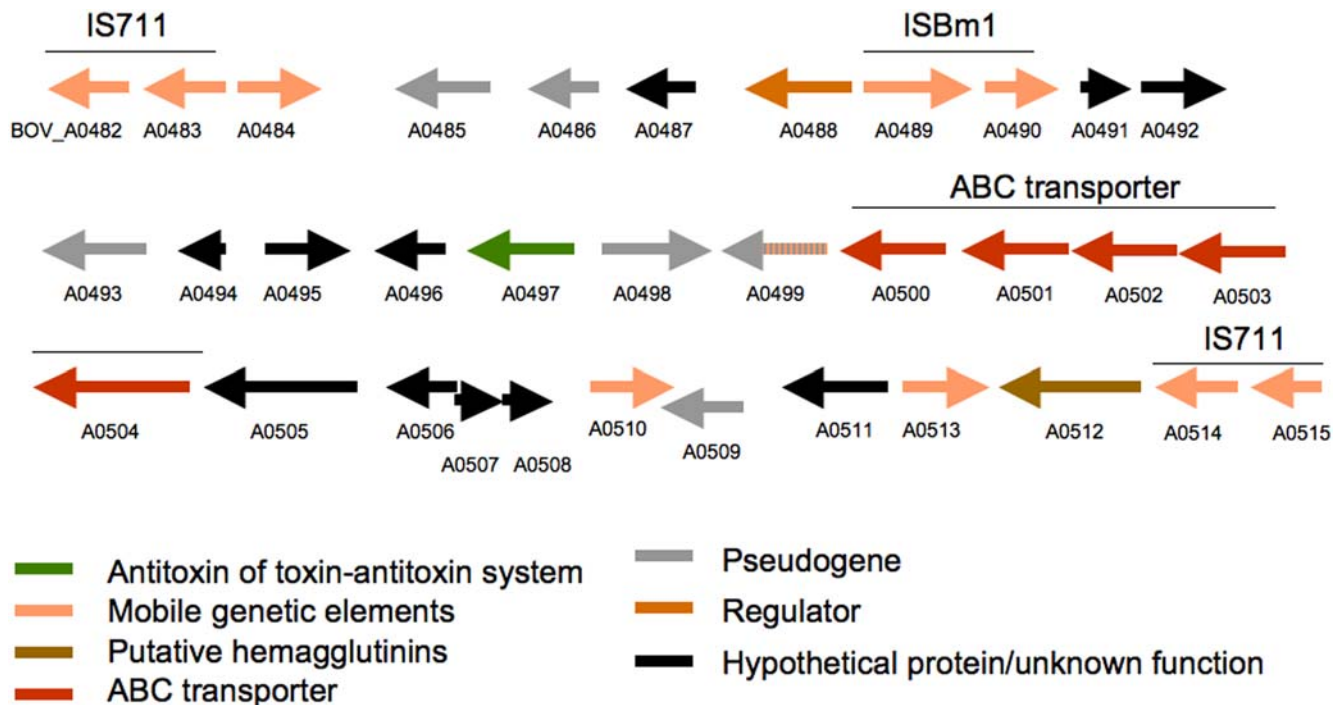 IS711 ISBm1
BOV_A0482 A0483 A0484 A0485 A0486 A0487 A0488 A0489 A0490 A0491 A0492
ABC transporter
A0493 A0494 A0495 A0496 A0497 A0498 A0499 A0500 A0501 A0502 A0503
IS711
A0504 A0505 A0506 A0507 A0508 A0510 A0509 A0511 A0513 A0512 A0514 A0515
Antitoxin of toxin-antitoxin system
Mobile genetic elements
Putative hemagglutinins
ABC transporter
Pseudogene
Regulator
Hypothetical protein/unknown function